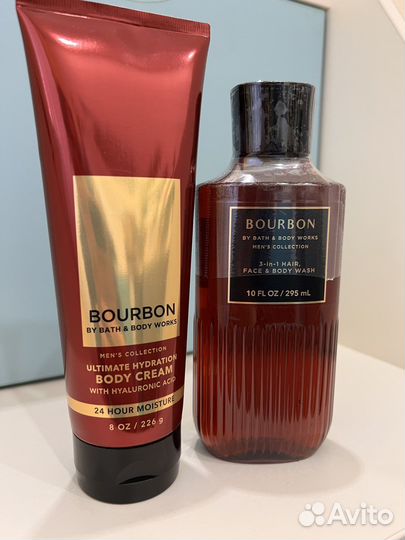 BOURBON
BY BATH & BODY WORKS
MEN'S COLLECTION
ULTIMATE HYDRATION
BODY CREAM
WITH HYALURONIC ACID
24 HOUR MOISTURE
8 OZ / 226 g
BOURBON
BY BATH & BODY WORKS
MEN'S COLLECTION
3-in-1 HAIR,
FACE & BODY WASH
10 FL OZ / 295 mL
Avito